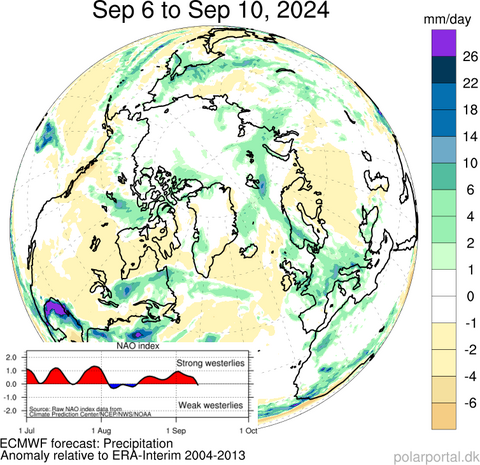 Sep 6 to Sep 10, 2024
mm/day
26
22
18
14
10
6
4
2
1
0
-1
-2
-4
-6
NAO index
2.0
1.0
0.0
-1.0
-2.0
Strong westerlies
Weak westerlies
Source: Raw NAO index data from
Climate Prediction Center/NCEP/NWS/NOAA
1 Jul 1 Aug 1 Sep 1 Oct
ECMWF forecast: Precipitation
Anomaly relative to ERA-Interim 2004-2013
polarportal.dk